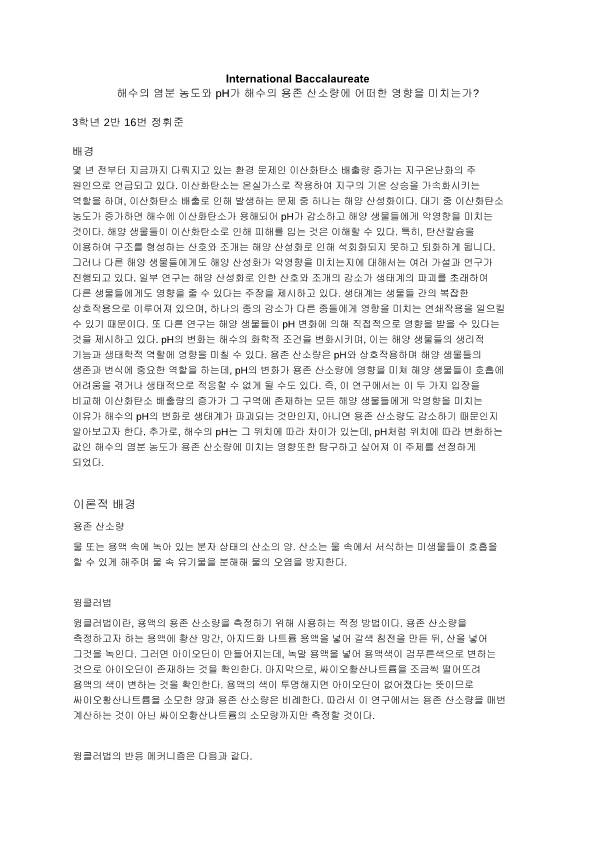 International Baccalaureate
해수의 염분 농도와 pH가 해수의 용존 산소량에 어떠한 영향을 미치는가?
3학년 2반 16번 정휘준
배경
몇 년 전부터 지금까지 다뤄지고 있는 환경 문제인 이산화탄소 배출량 증가는 지구온난화의 주
원인으로 언급되고 있다. 이산화탄소는 온실가스로 작용하여 지구의 기온 상승을 가속화시키는
역할을 하며, 이산화탄소 배출로 인해 발생하는 문제 중 하나는 해양 산성화이다. 대기 중 이산화탄소
농도가 증가하면 해수에 이산화탄소가 용해되어 pH가 감소하고 해양 생물들에게 악영향을 미치는
것이다. 해양 생물들이 이산화탄소로 인해 피해를 입는 것은 이해할 수 있다. 특히, 탄산칼슘을
이용하여 구조를 형성하는 산호와 조개는 해양 산성화로 인해 석회화되지 못하고 퇴화하게 됩니다.
그러나 다른 해양 생물들에게도 해양 산성화가 악영향을 미치는지에 대해서는 여러 가설과 연구가
진행되고 있다. 일부 연구는 해양 산성화로 인한 산호와 조개의 감소가 생태계의 파괴를 초래하여
다른 생물들에게도 영향을 줄 수 있다는 주장을 제시하고 있다. 생태계는 생물들 간의 복잡한
상호작용으로 이루어져 있으며, 하나의 종의 감소가 다른 종들에게 영향을 미치는 연쇄작용을 일으킬
수 있기 때문이다. 또 다른 연구는 해양 생물들이 pH 변화에 의해 직접적으로 영향을 받을 수 있다는
것을 제시하고 있다. pH의 변화는 해수의 화학적 조건을 변화시키며, 이는 해양 생물들의 생리적
기능과 생태학적 역할에 영향을 미칠 수 있다. 용존 산소량은 pH와 상호작용하며 해양 생물들의
생존과 번식에 중요한 역할을 하는데, pH의 변화가 용존 산소량에 영향을 미쳐 해양 생물들이 호흡에
어려움을 겪거나 생태적으로 적응할 수 없게 될 수도 있다. 즉, 이 연구에서는 이 두 가지 입장을
비교해 이산화탄소 배출량의 증가가 그 구역에 존재하는 모든 해양 생물들에게 악영향을 미치는
이유가 해수의 pH의 변화로 생태계가 파괴되는 것만인지, 아니면 용존 산소량도 감소하기 때문인지
알아보고자 한다. 추가로, 해수의 pH는 그 위치에 따라 차이가 있는데, pH처럼 위치에 따라 변화하는
값인 해수의 염분 농도가 용존 산소량에 미치는 영향또한 탐구하고 싶어져 이 주제를 선정하게
되었다.
이론적 배경
용존 산소량
물 또는 용액 속에 녹아 있는 분자 상태의 산소의 양. 산소는 물 속에서 서식하는 미생물들이 호흡을
할 수 있게 해주며 물 속 유기물을 분해해 물의 오염을 방지한다.
윙클러법
윙클러법이란, 용액의 용존 산소량을 측정하기 위해 사용하는 적정 방법이다. 용존 산소량을
측정하고자 하는 용액에 황산 망간, 아지드화 나트륨 용액을 넣어 갈색 침전을 만든 뒤, 산을 넣어
그것을 녹인다. 그러면 아이오딘이 만들어지는데, 녹말 용액을 넣어 용액색이 검푸른색으로 변하는
것으로 아이오딘이 존재하는 것을 확인한다. 마지막으로, 싸이오황산나트륨을 조금씩 떨어뜨려
용액의 색이 변하는 것을 확인한다. 용액의 색이 투명해지면 아이오딘이 없어졌다는 뜻이므로
싸이오황산나트륨을 소모한 양과 용존 산소량은 비례한다. 따라서 이 연구에서는 용존 산소량을 매번
계산하는 것이 아닌 싸이오황산나트륨의 소모량까지만 측정할 것이다.
윙클러법의 반응 메커니즘은 다음과 같다.